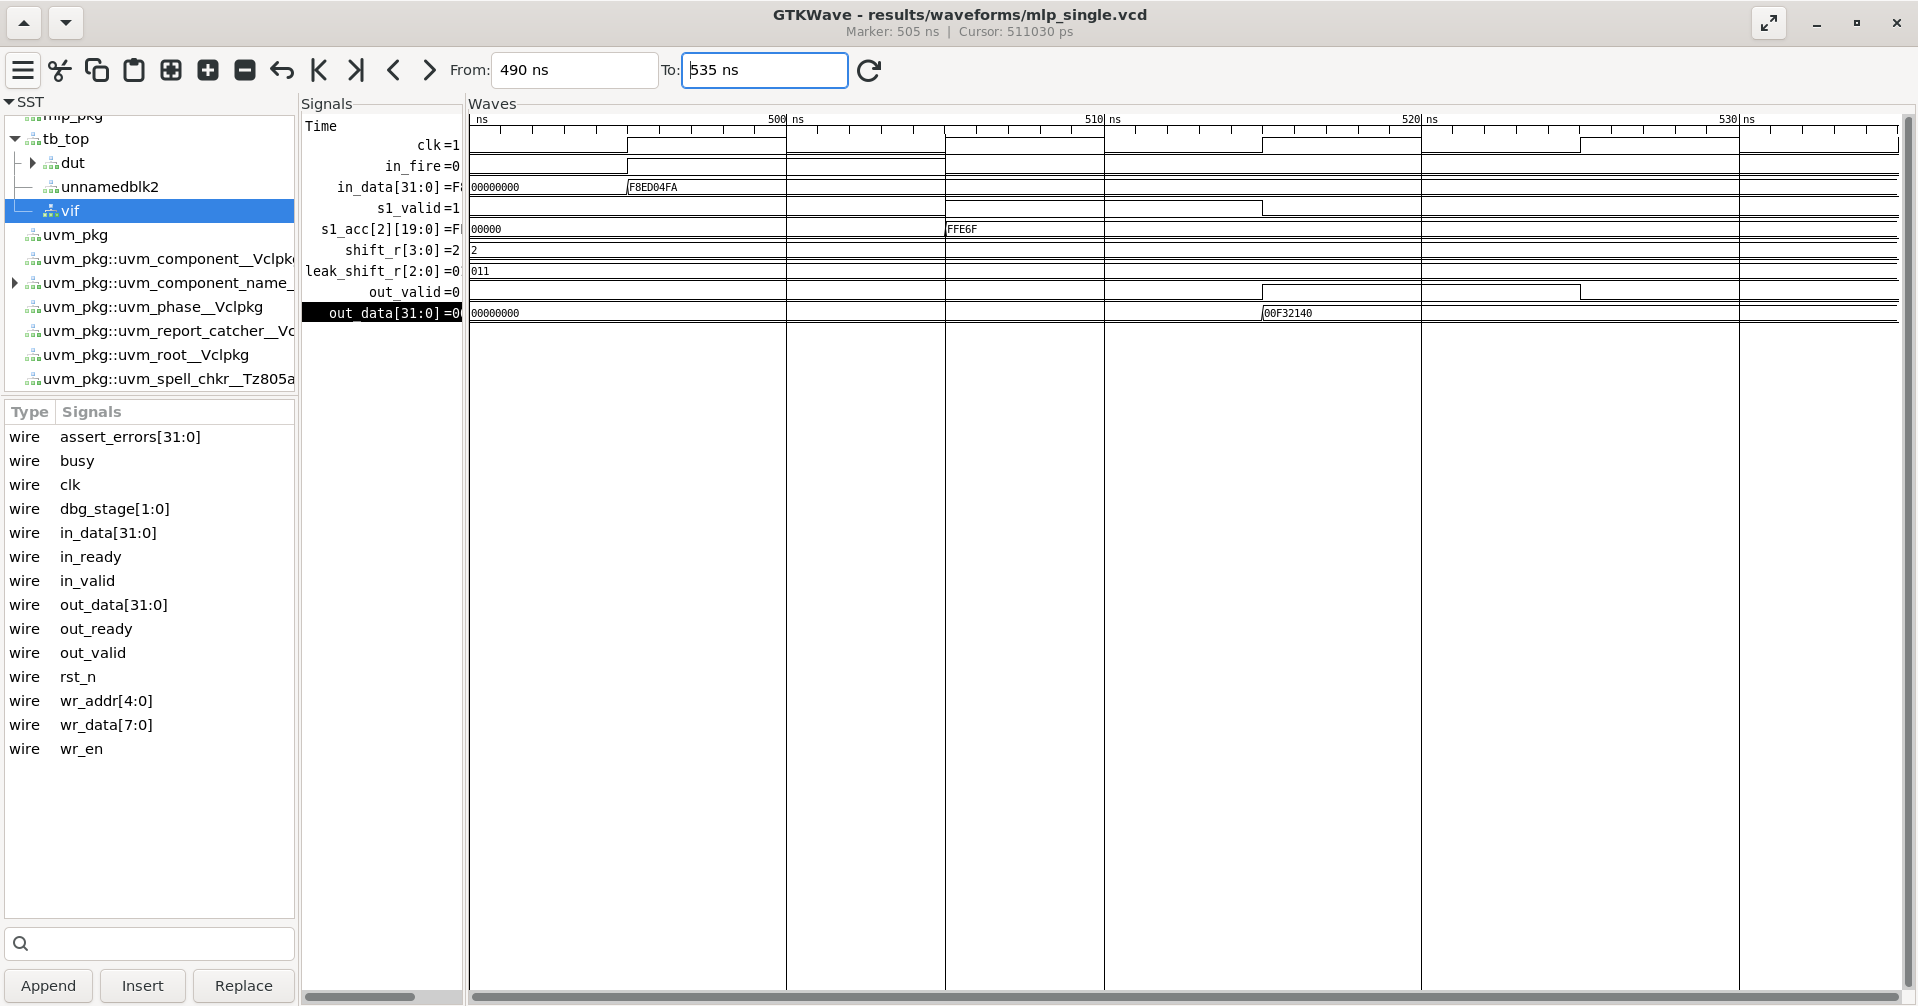 GTKWave - results/waveforms/mlp_single.vcd
Marker: 505 ns | Cursor: 511030 ps
From: 490 ns To: 535 ns
SST
mlp_pkg
tb_top
dut
unnamedblk2
vif
uvm_pkg
uvm_pkg::uvm_component__Vclpk
uvm_pkg::uvm_component_name_
uvm_pkg::uvm_phase__Vclpkg
uvm_pkg::uvm_report_catcher__Vc
uvm_pkg::uvm_root__Vclpkg
uvm_pkg::uvm_spell_chkr__Tz805a
Type Signals
wire assert_errors[31:0]
wire busy
wire clk
wire dbg_stage[1:0]
wire in_data[31:0]
wire in_ready
wire in_valid
wire out_data[31:0]
wire out_ready
wire out_valid
wire rst_n
wire wr_addr[4:0]
wire wr_data[7:0]
wire wr_en
Append Insert Replace
Signals
Time
clk=1
in_fire=0
in_data[31:0]=F8
s1_valid=1
s1_acc[2][19:0]=F
shift_r[3:0]=2
leak_shift_r[2:0]=0
out_valid=0
out_data[31:0]=00
Waves
ns 500 ns 510 ns 520 ns 530 ns
00000000 F8ED04FA
00000 FFE6F
2
011
00000000 00F32140